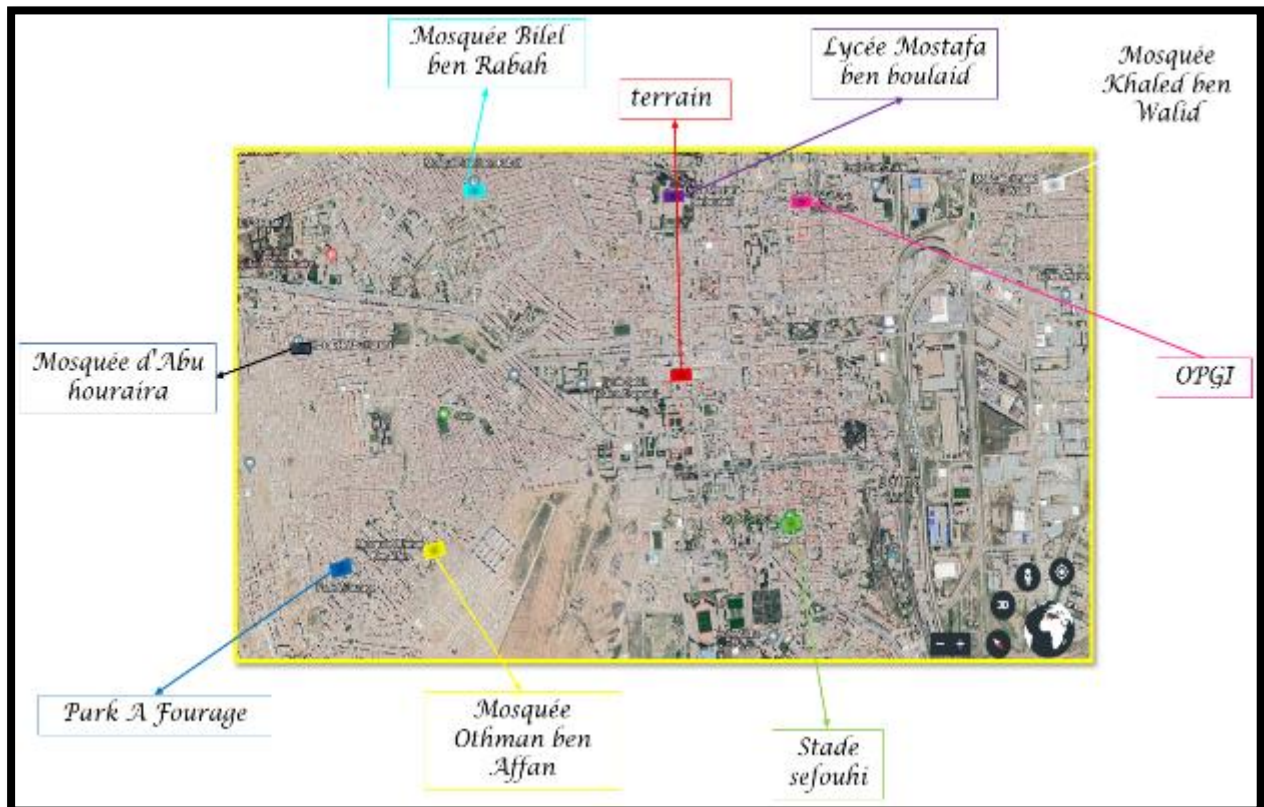 Mosquée Bilel
ben Rabah
terrain
Lycée Mostafa
ben boulaid
Mosquée
Khaled ben
Walid
Mosquée d'Abu
houraira
OPGI
Park A Fourage
Mosquée
Othman ben
Affan
Stade
sefouhi
3D